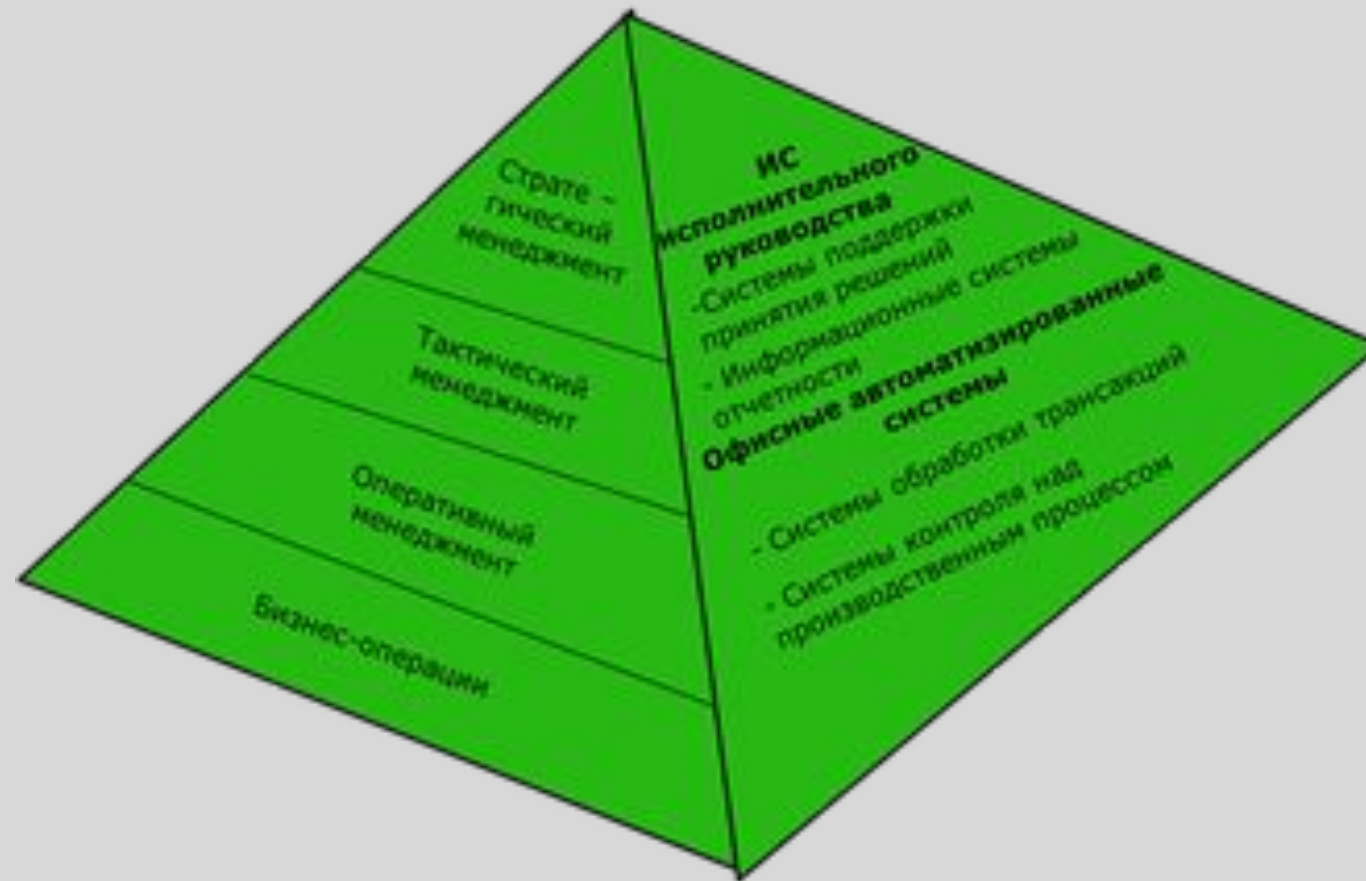 Страте –
гический
менеджмент
Тактический
менеджмент
Оперативный
менеджмент
Бизнес-операции
ИС
исполнительного
руководства
-Системы поддержки
принятия решений
- Информационные системы
отчетности
Офисные автоматизированные
системы
- Системы обработки трансакций
- Системы контроля над
производственным процессом